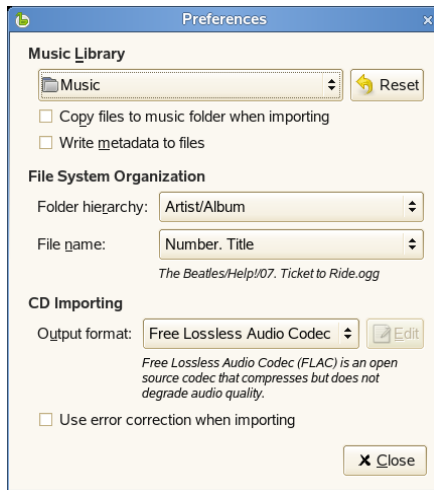 Preferences
Music Library
Music
Reset
Copy files to music folder when importing
Write metadata to files
File System Organization
Folder hierarchy: Artist/Album
File name: Number. Title
The Beatles/Help!/07. Ticket to Ride.ogg
CD Importing
Output format: Free Lossless Audio Codec Edit
Free Lossless Audio Codec (FLAC) is an open
source codec that compresses but does not
degrade audio quality.
Use error correction when importing
Close